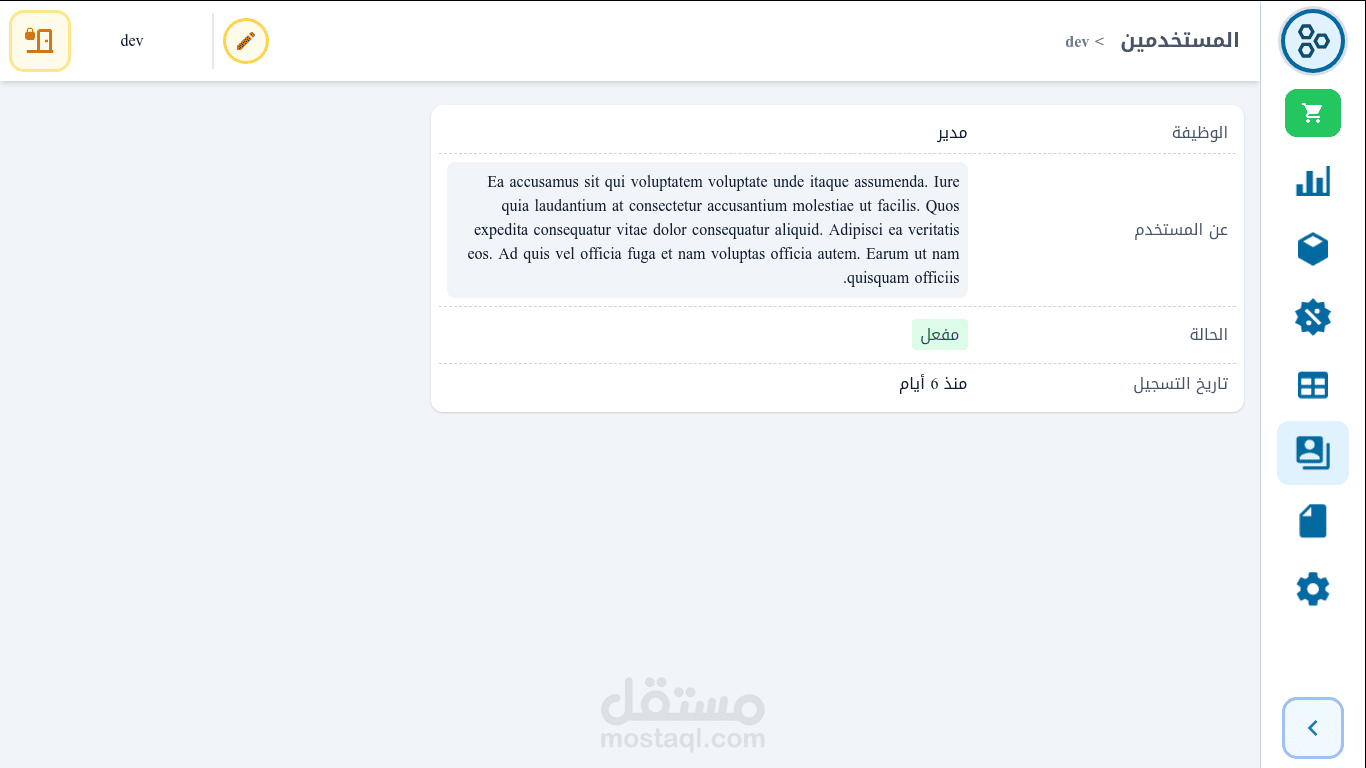 المستخدمين > dev
dev
الوظيفة مدير
عن المستخدم
Ea accusamus sit qui voluptatem voluptate unde itaque assumenda. Iure
quia laudantium at consectetur accusantium molestiae ut facilis. Quos
expedita consequatur vitae dolor consequatur aliquid. Adipisci ea veritatis
eos. Ad quis vel officia fuga et nam voluptas officia autem. Earum ut nam
.quisquam officiis
الحالة مفعل
تاريخ التسجيل منذ 6 أيام
مستقل
mostaql.com